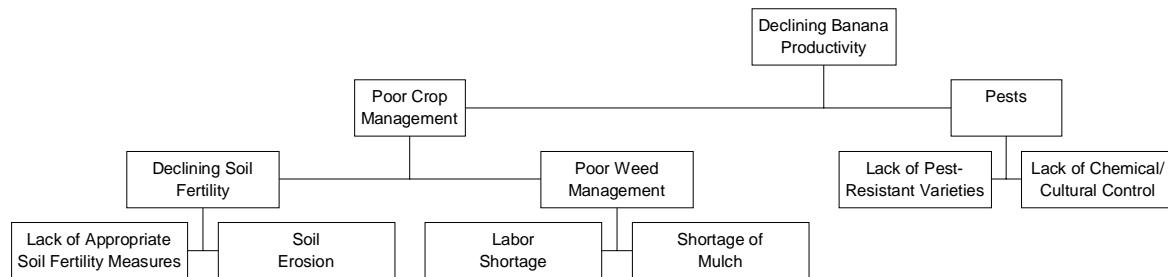 Declining Banana
Productivity
Poor Crop
Management
Pests
Declining Soil
Fertility
Poor Weed
Management
Lack of Pest-
Resistant Varieties
Lack of Chemical/
Cultural Control
Lack of Appropriate
Soil Fertility Measures
Soil
Erosion
Labor
Shortage
Shortage of
Mulch